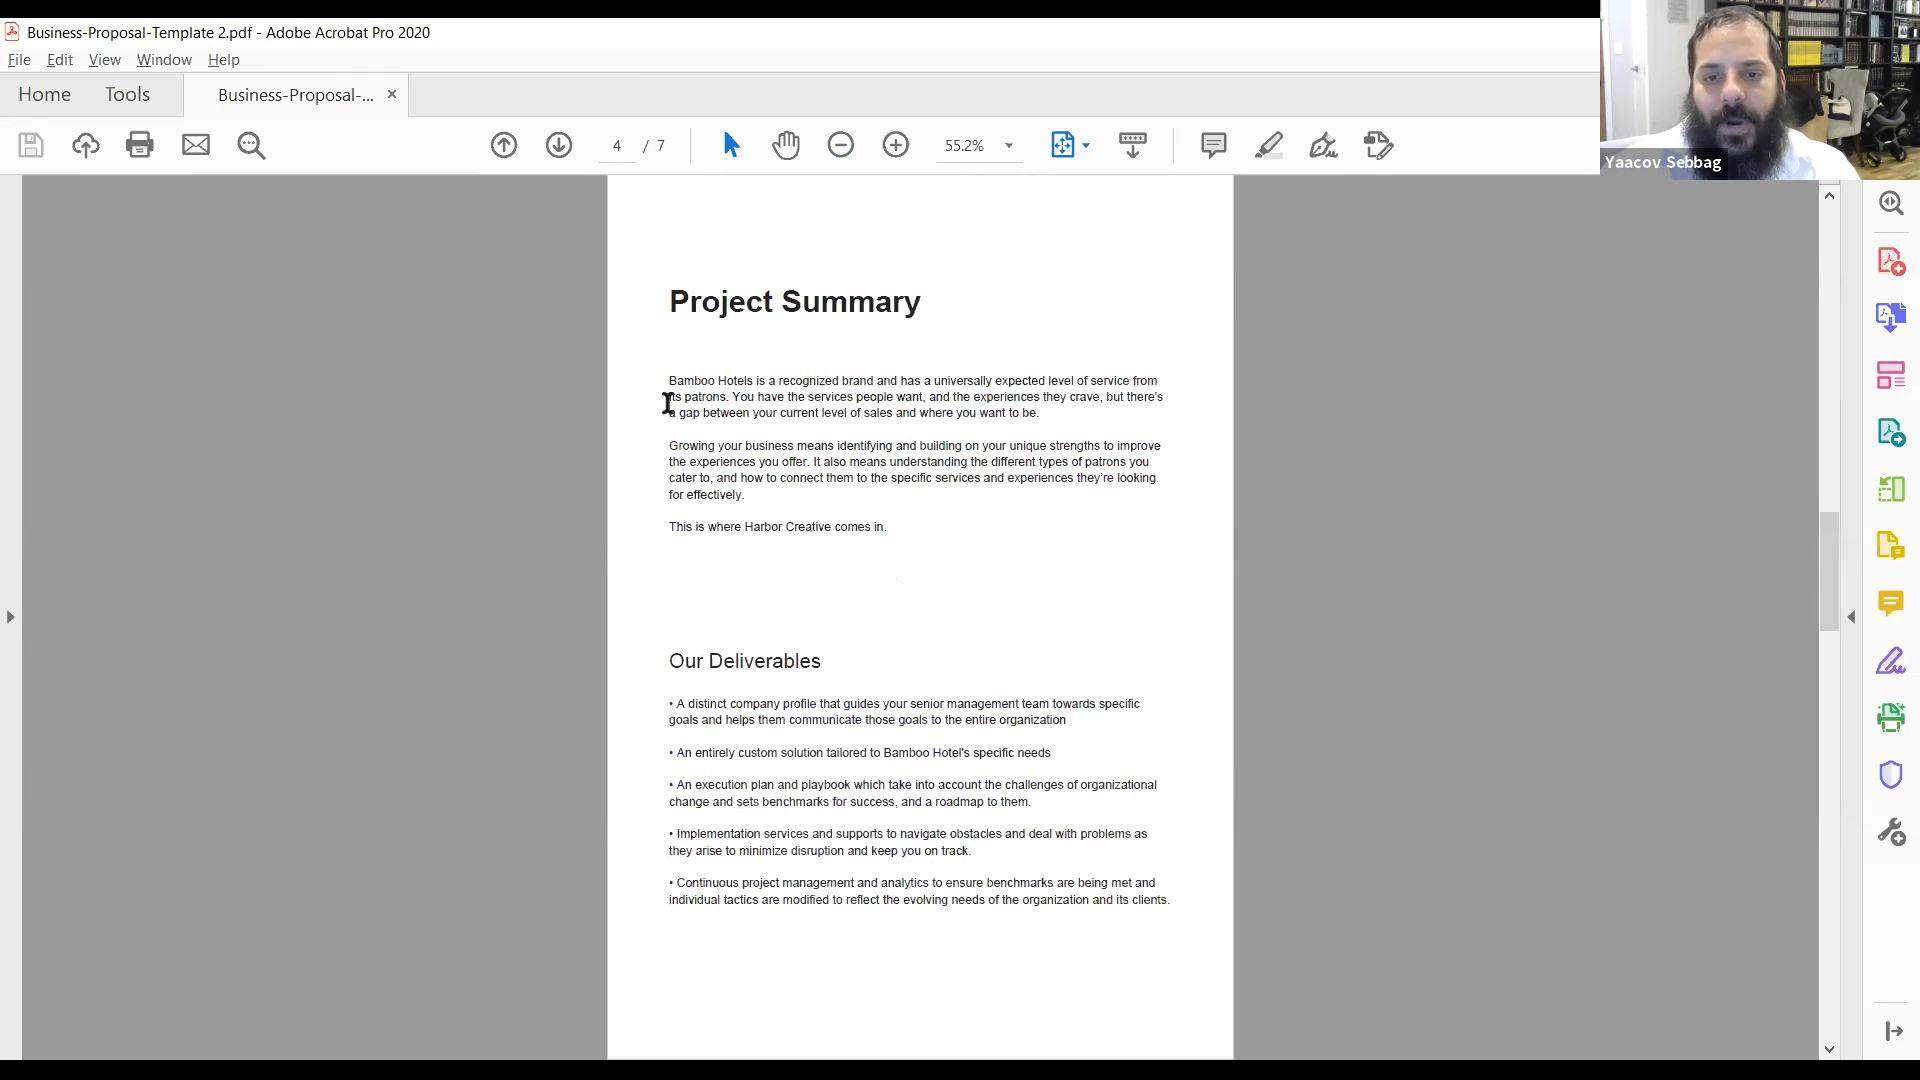 Business-Proposal-Template 2.pdf - Adobe Acrobat Pro 2020
File Edit View Window Help
Home Tools Business-Proposal-... ×
4 / 7 55.2%
Yaacov Sebbag
Project Summary
Bamboo Hotels is a recognized brand and has a universally expected level of service from
its patrons. You have the services people want, and the experiences they crave, but there's
a gap between your current level of sales and where you want to be.
Growing your business means identifying and building on your unique strengths to improve
the experiences you offer. It also means understanding the different types of patrons you
cater to, and how to connect them to the specific services and experiences they're looking
for effectively.
This is where Harbor Creative comes in.
Our Deliverables
• A distinct company profile that guides your senior management team towards specific
goals and helps them communicate those goals to the entire organization
• An entirely custom solution tailored to Bamboo Hotel's specific needs
• An execution plan and playbook which take into account the challenges of organizational
change and sets benchmarks for success, and a roadmap to them.
• Implementation services and supports to navigate obstacles and deal with problems as
they arise to minimize disruption and keep you on track.
• Continuous project management and analytics to ensure benchmarks are being met and
individual tactics are modified to reflect the evolving needs of the organization and its clients.